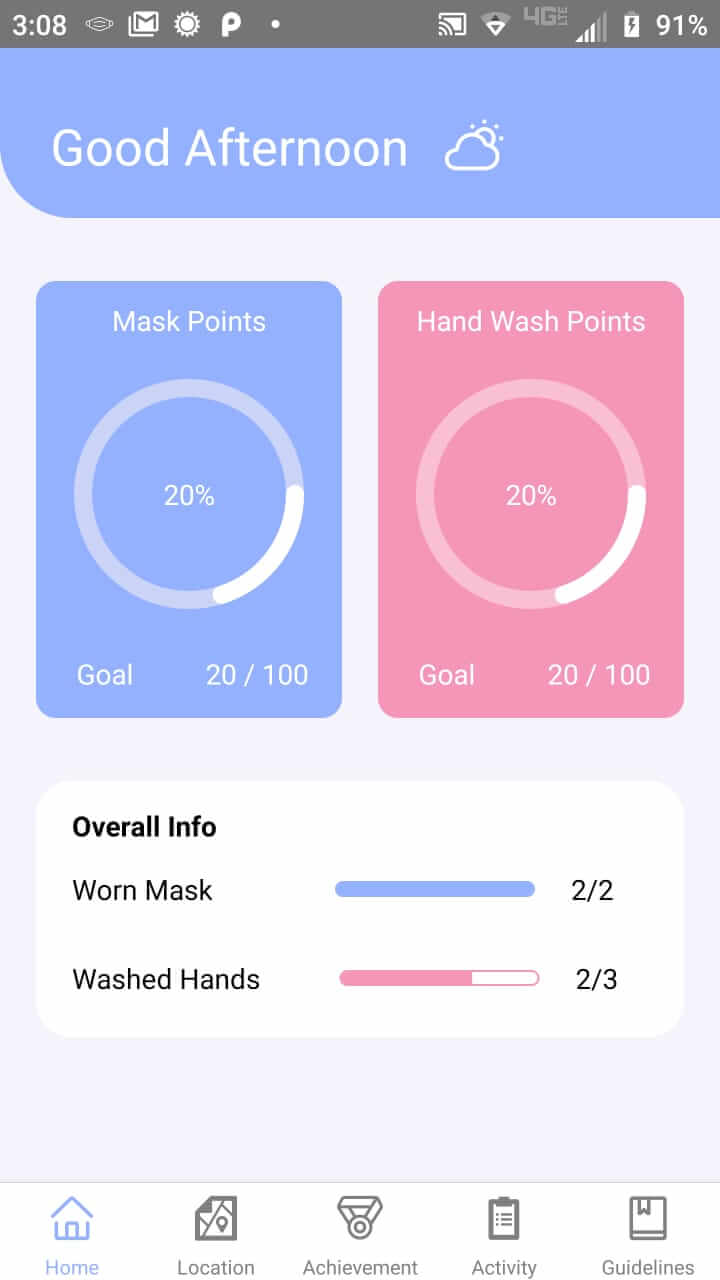 3:08 4G LTE 91%
Good Afternoon
Mask Points
20%
Goal 20 / 100
Hand Wash Points
20%
Goal 20 / 100
Overall Info
Worn Mask 2/2
Washed Hands 2/3
Home Location Achievement Activity Guidelines